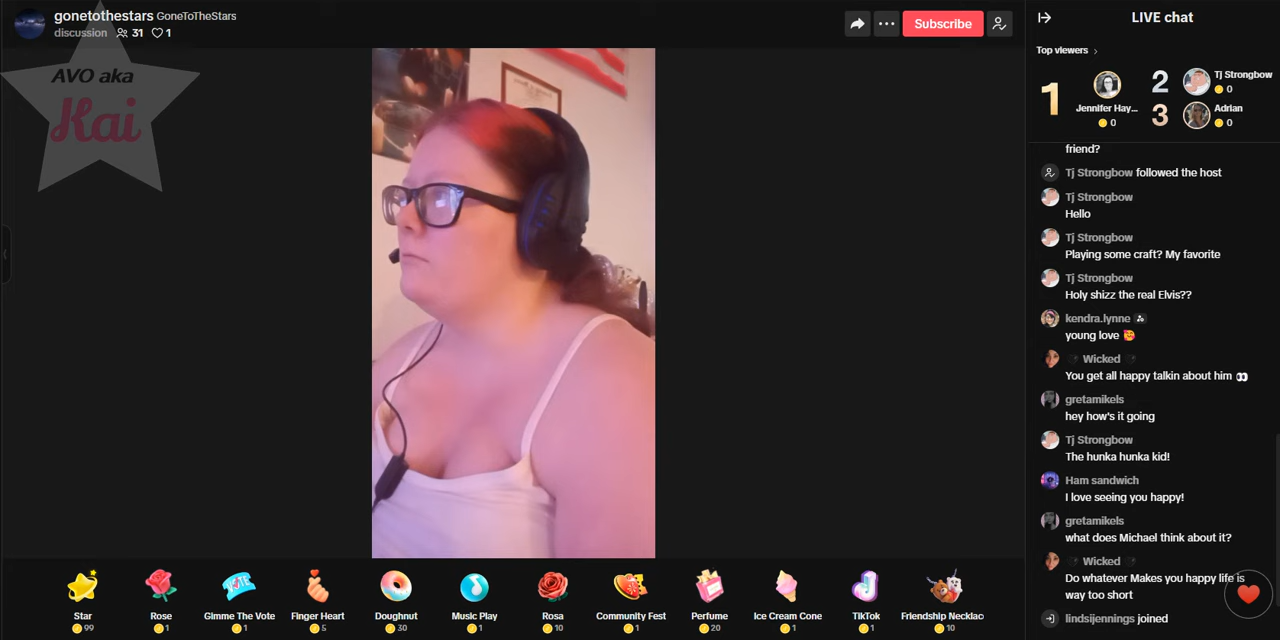 gonetothestars GoneToTheStars
discussion 31 1
Subscribe
AVO aka
Kai
LIVE chat
Top viewers
1 Jennifer Hay... 0
2 Tj Strongbow 0
3 Adrian 0
friend?
Tj Strongbow followed the host
Tj Strongbow
Hello
Tj Strongbow
Playing some craft? My favorite
Tj Strongbow
Holy shizz the real Elvis??
kendra.lynne
young love 🥰
Wicked
You get all happy talkin about him 👀
gretamikels
hey how's it going
Tj Strongbow
The hunka hunka kid!
Ham sandwich
I love seeing you happy!
gretamikels
what does Michael think about it?
Wicked
Do whatever Makes you happy life is
way too short
lindsijennings joined
Star Rose Gimme The Vote Finger Heart Doughnut Music Play Rosa Community Fest Perfume Ice Cream Cone TikTok Friendship Necklac
99 1 1 5 30 1 10 1 20 1 1 10